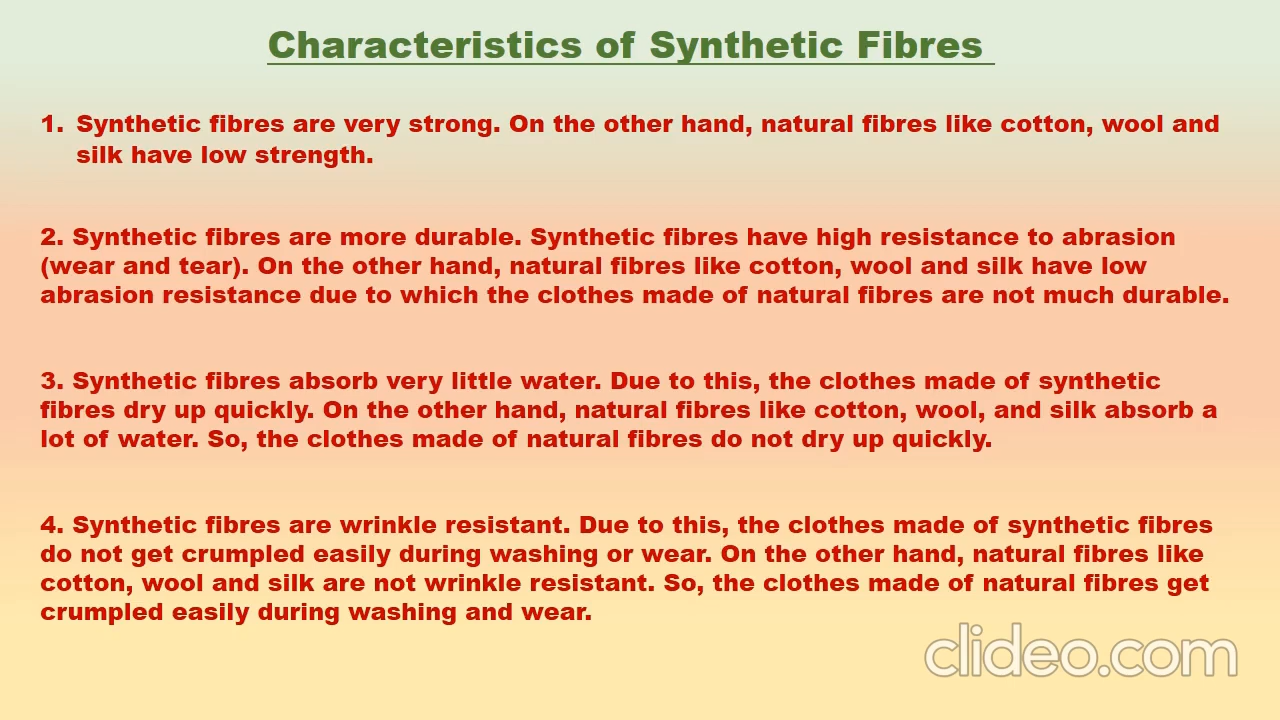 Characteristics of Synthetic Fibres
1. Synthetic fibres are very strong. On the other hand, natural fibres like cotton, wool and
silk have low strength.
2. Synthetic fibres are more durable. Synthetic fibres have high resistance to abrasion
(wear and tear). On the other hand, natural fibres like cotton, wool and silk have low
abrasion resistance due to which the clothes made of natural fibres are not much durable.
3. Synthetic fibres absorb very little water. Due to this, the clothes made of synthetic
fibres dry up quickly. On the other hand, natural fibres like cotton, wool, and silk absorb a
lot of water. So, the clothes made of natural fibres do not dry up quickly.
4. Synthetic fibres are wrinkle resistant. Due to this, the clothes made of synthetic fibres
do not get crumpled easily during washing or wear. On the other hand, natural fibres like
cotton, wool and silk are not wrinkle resistant. So, the clothes made of natural fibres get
crumpled easily during washing and wear.
clideo.com